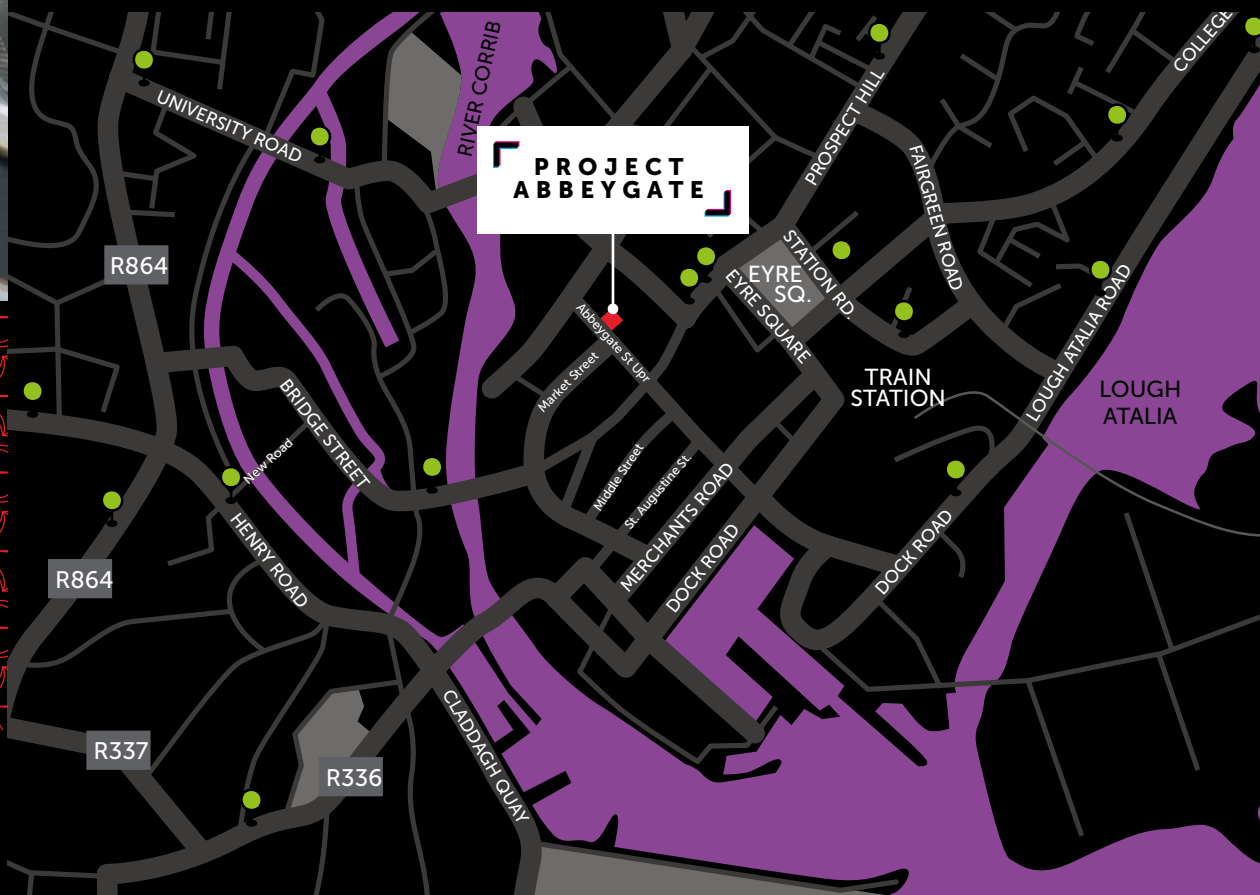 COLLEGE
RIVER CORRIB
UNIVERSITY ROAD
PROSPECT HILL
PROJECT
ABBEYGATE
FAIRGREEN ROAD
R864
STATION RD.
EYRE
SQ.
EYRE SQUARE
LOUGH ATALIA ROAD
Abbeygate St Upr
Market Street
TRAIN
STATION
LOUGH
ATALIA
BRIDGE STREET
New Road
Middle Street
St. Augustine St.
MERCHANTS ROAD
DOCK ROAD
DOCK ROAD
HENRY ROAD
R864
CLADDAGH QUAY
R337
R336